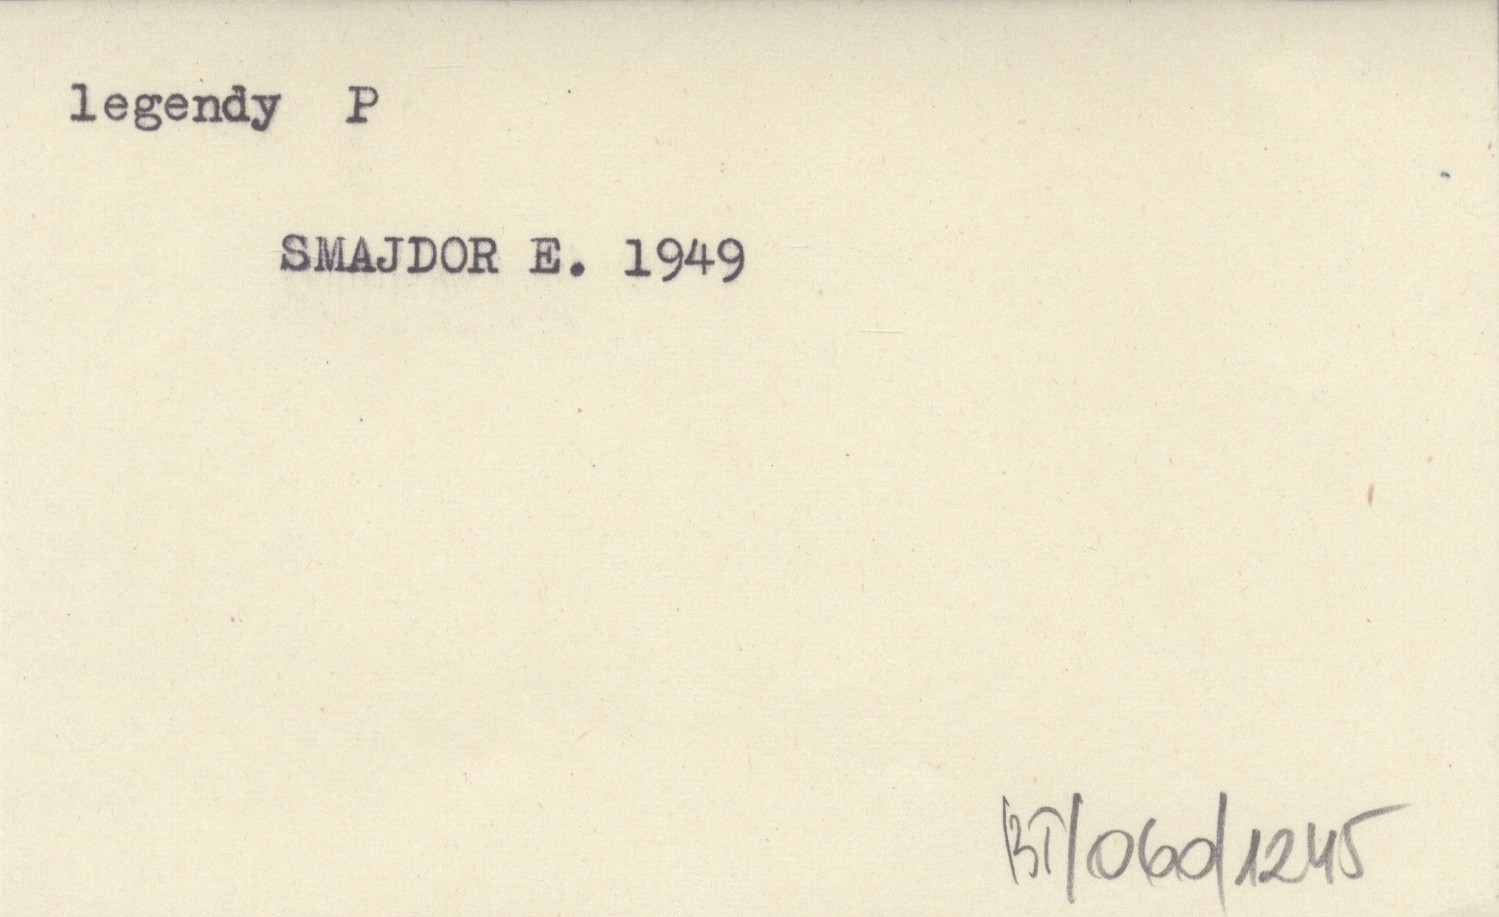 legendy P
SMAJDOR E. 1949
BT/060/1245